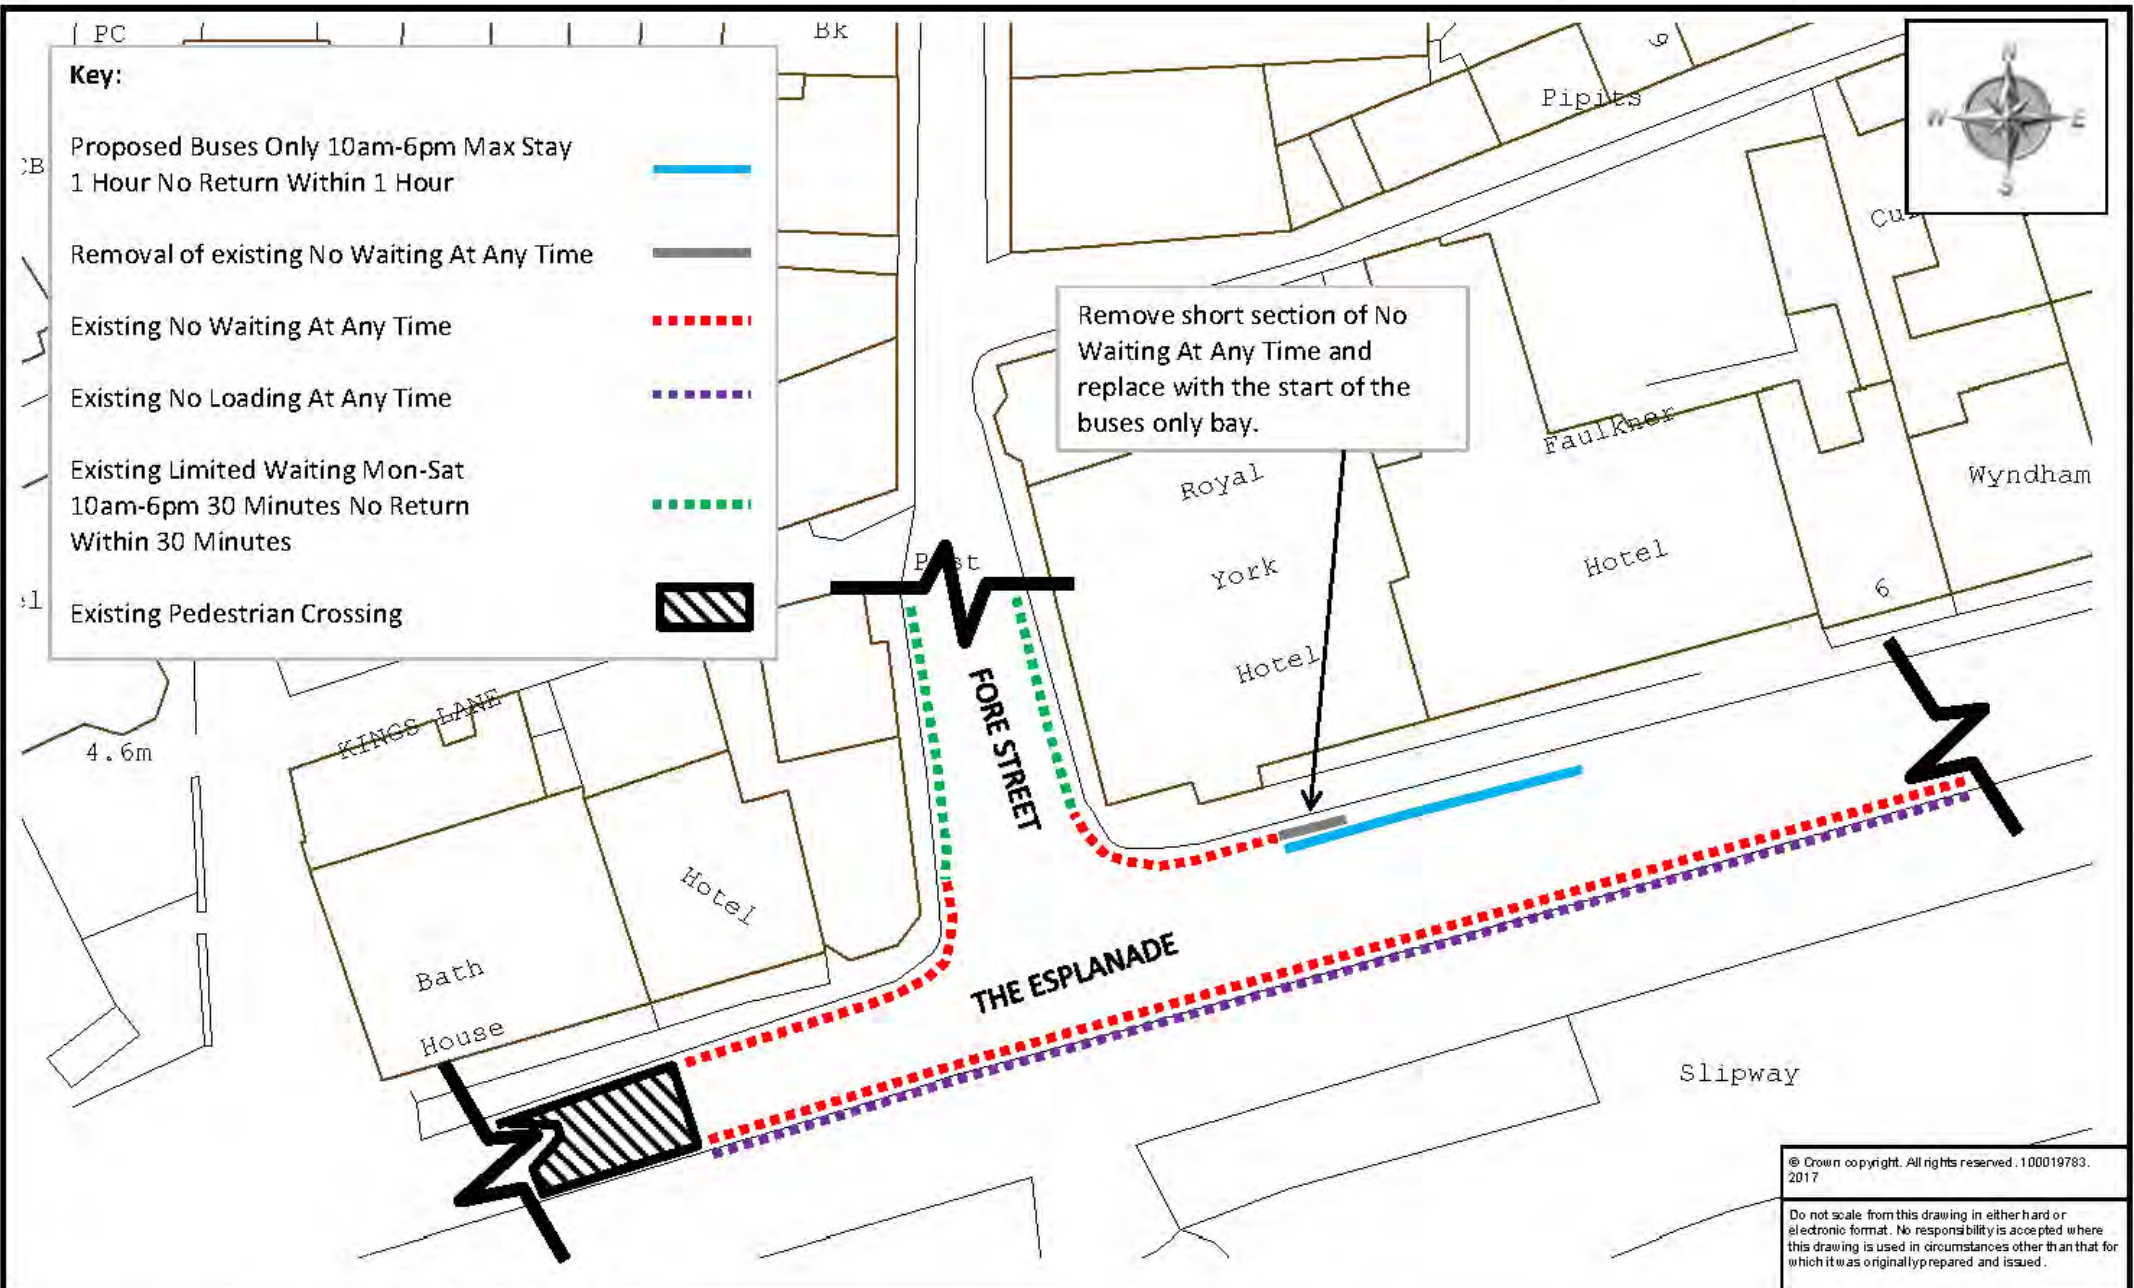 PC
Bk
Key:
Proposed Buses Only 10am-6pm Max Stay
1 Hour No Return Within 1 Hour
Removal of existing No Waiting At Any Time
Existing No Waiting At Any Time
Existing No Loading At Any Time
Existing Limited Waiting Mon-Sat
10am-6pm 30 Minutes No Return
Within 30 Minutes
Existing Pedestrian Crossing
N
W
E
S
9
Pipits
Remove short section of No
Waiting At Any Time and
replace with the start of the
buses only bay.
Royal
York
Hotel
Faulkner
Hotel
Wyndham
6
FORE STREET
KINGS LANE
4.6m
Hotel
Bath
House
THE ESPLANADE
Slipway
© Crown copyright. All rights reserved. 100019783.
2017
Do not scale from this drawing in either hard or
electronic format. No responsibility is accepted where
this drawing is used in circumstances other than that for
which it was originally prepared and issued.